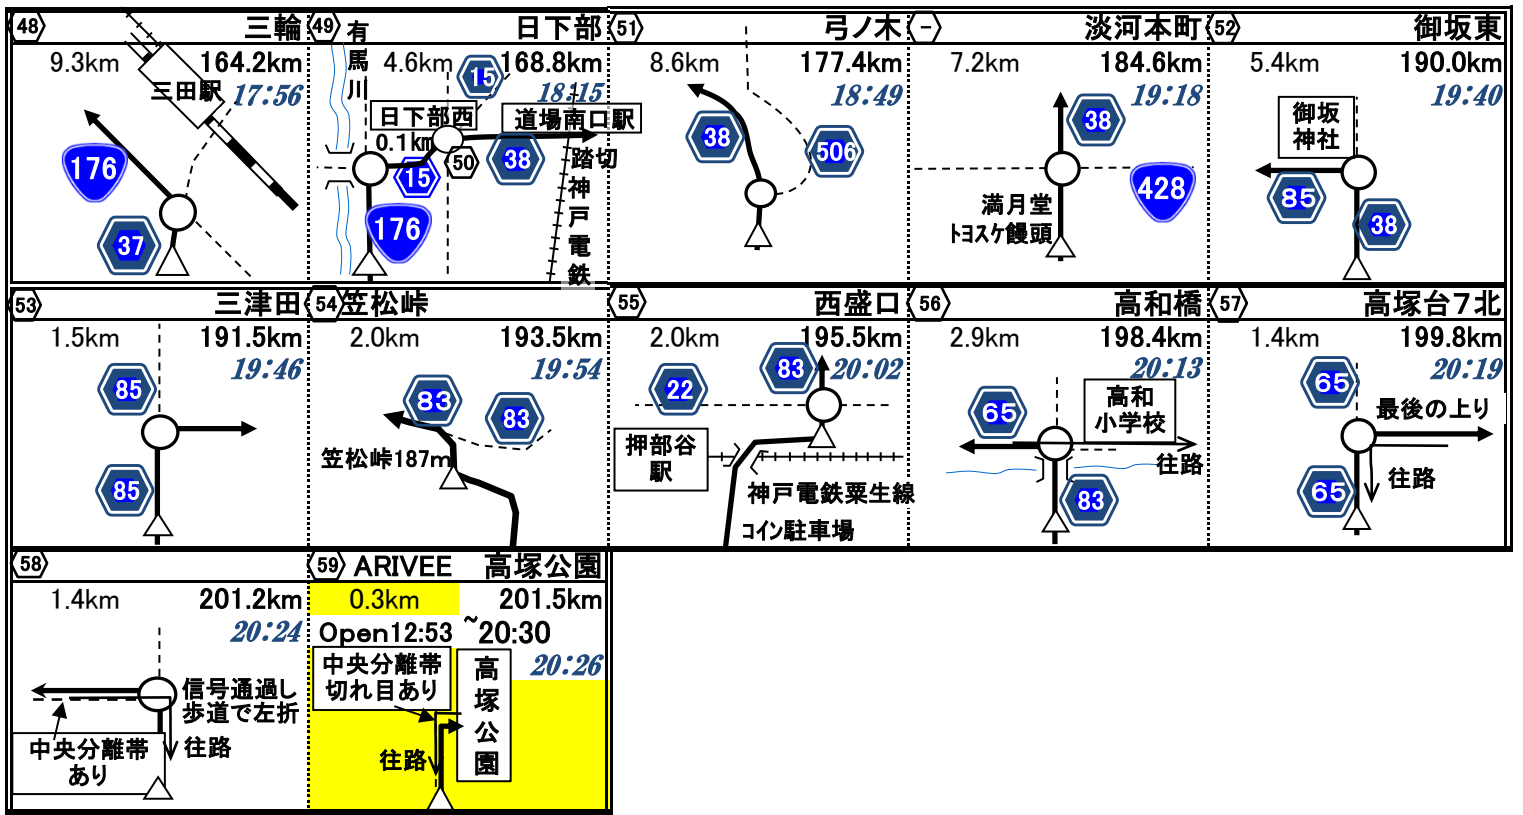 48 三輪
9.3km 164.2km
17:56
三田駅
176
37
49 日下部
有馬川
4.6km 168.8km
15
18:15
日下部西
道場南口駅
0.1km
50
15
38
踏切
176
神戸電鉄
51 弓ノ木
8.6km 177.4km
18:49
38
506
- 淡河本町
7.2km 184.6km
19:18
38
428
満月堂
トヨスケ饅頭
52 御坂東
5.4km 190.0km
19:40
御坂
神社
85
38
53 三津田
1.5km 191.5km
19:46
85
85
54 笠松峠
2.0km 193.5km
19:54
83
83
笠松峠187m
55 西盛口
2.0km 195.5km
20:02
83
22
押部谷
駅
神戸電鉄粟生線
コイン駐車場
56 高和橋
2.9km 198.4km
20:13
高和
小学校
65
往路
83
57 高塚台7北
1.4km 199.8km
20:19
65
最後の上り
往路
65
58
1.4km 201.2km
20:24
信号通過し
歩道で左折
中央分離帯
あり
往路
59 ARIVEE 高塚公園
0.3km 201.5km
Open12:53 ~20:30
20:26
中央分離帯
切れ目あり
高塚公園
往路